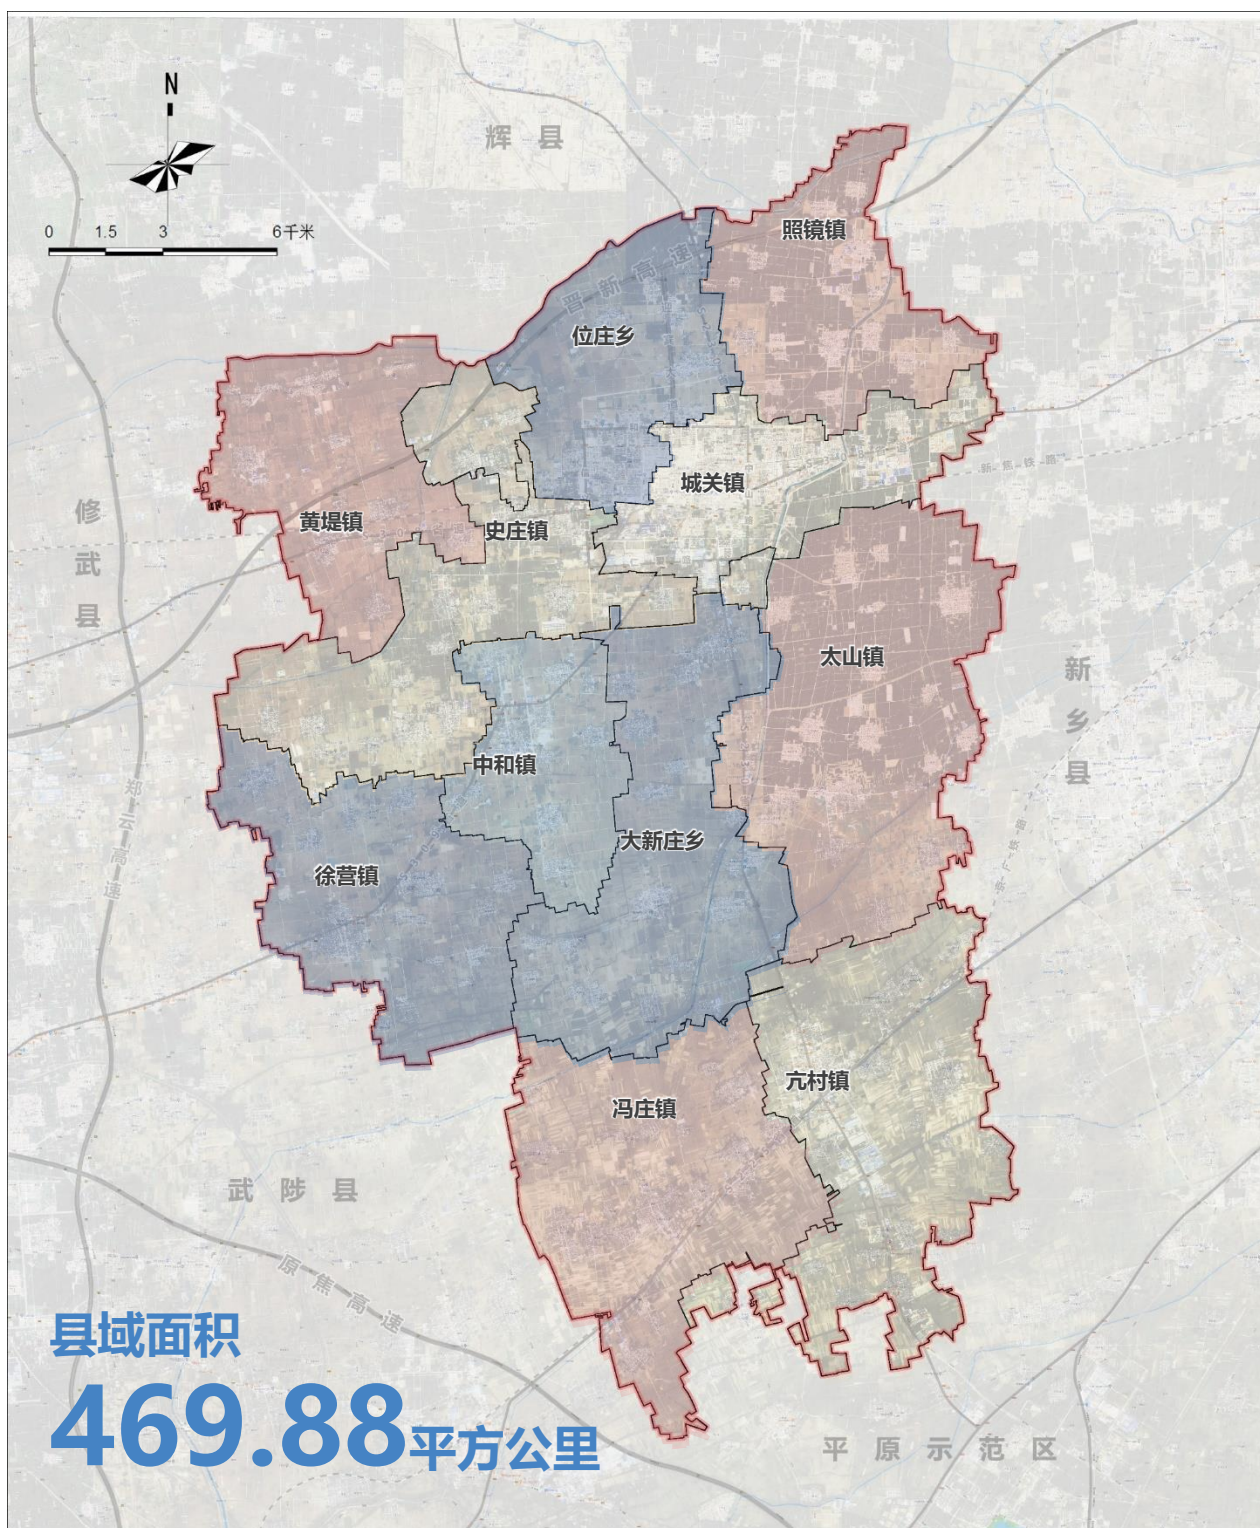 N
0 1.5 3 6千米
辉县
照镜镇
晋新高速
位庄乡
城关镇
新焦铁路
修武县
黄堤镇
史庄镇
太山镇
新乡县
中和镇
郑云高速
大新庄乡
徐营镇
亢村镇
冯庄镇
武陟县
原焦高速
县域面积
469.88平方公里
平原示范区